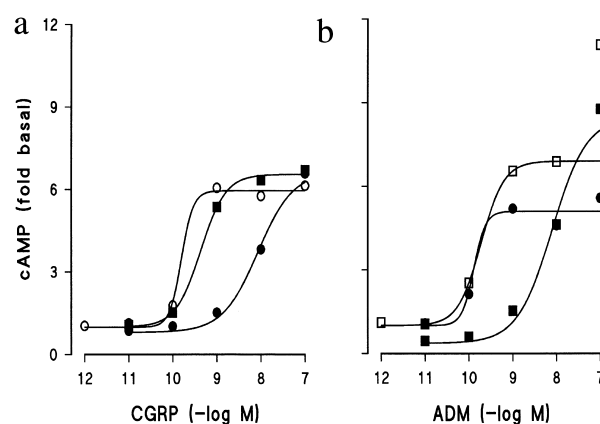 a
12
9
6
3
0
cAMP (fold basal)
12 11 10 9 8 7
CGRP (-log M)
b
12 11 10 9 8 7
ADM (-log M)